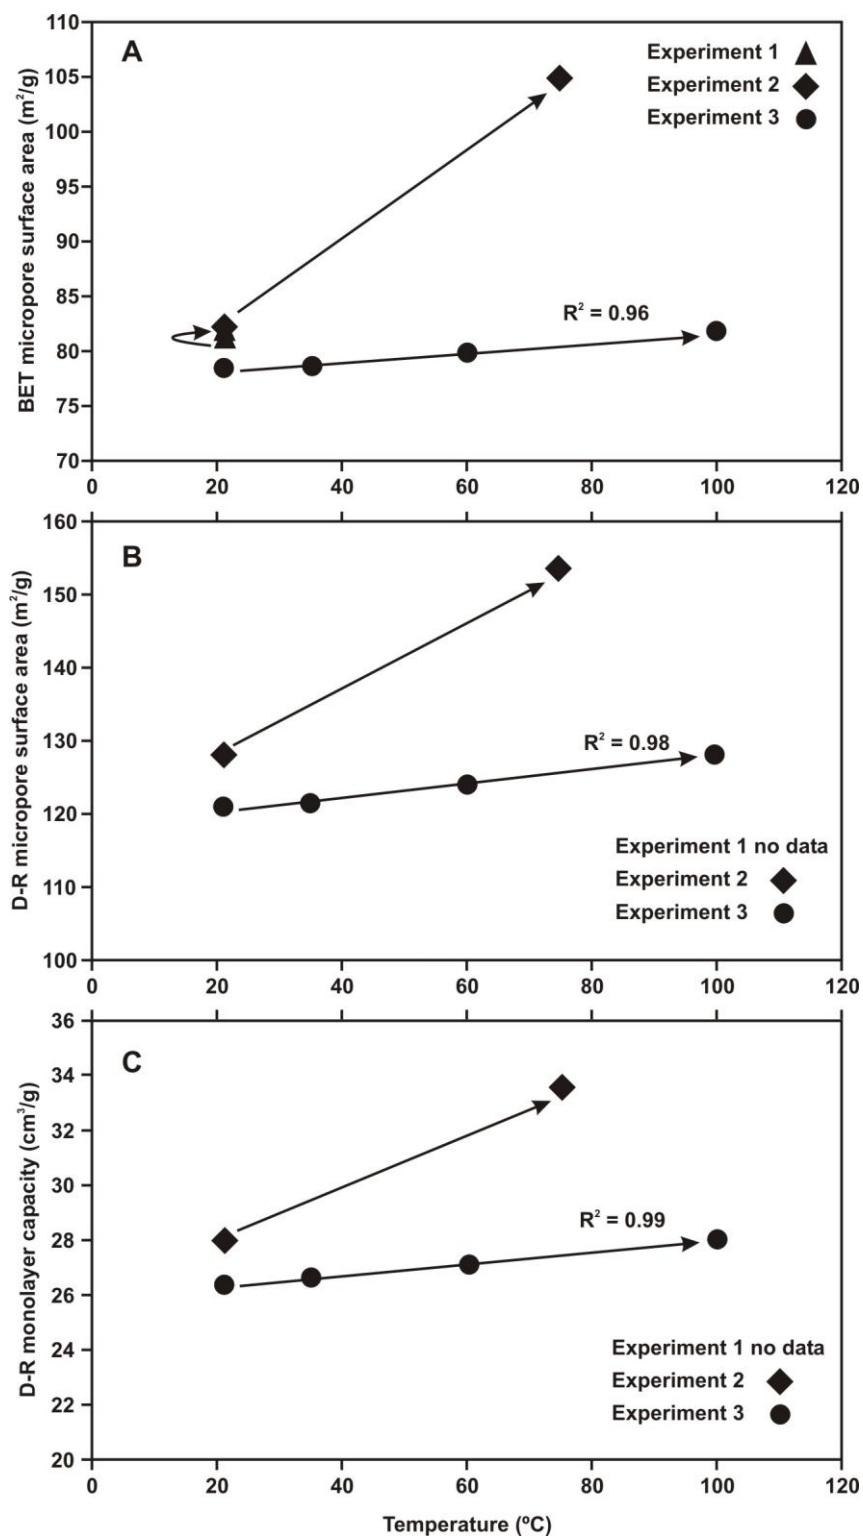 A
Experiment 1
Experiment 2
Experiment 3
BET micropore surface area (m²/g)
110
105
100
95
90
85
80
75
70
R² = 0.96
0 20 40 60 80 100 120
B
D-R micropore surface area (m²/g)
160
150
140
130
120
110
100
R² = 0.98
Experiment 1 no data
Experiment 2
Experiment 3
0 20 40 60 80 100 120
C
D-R monolayer capacity (cm³/g)
36
34
32
30
28
26
24
22
20
R² = 0.99
Experiment 1 no data
Experiment 2
Experiment 3
0 20 40 60 80 100 120
Temperature (ºC)